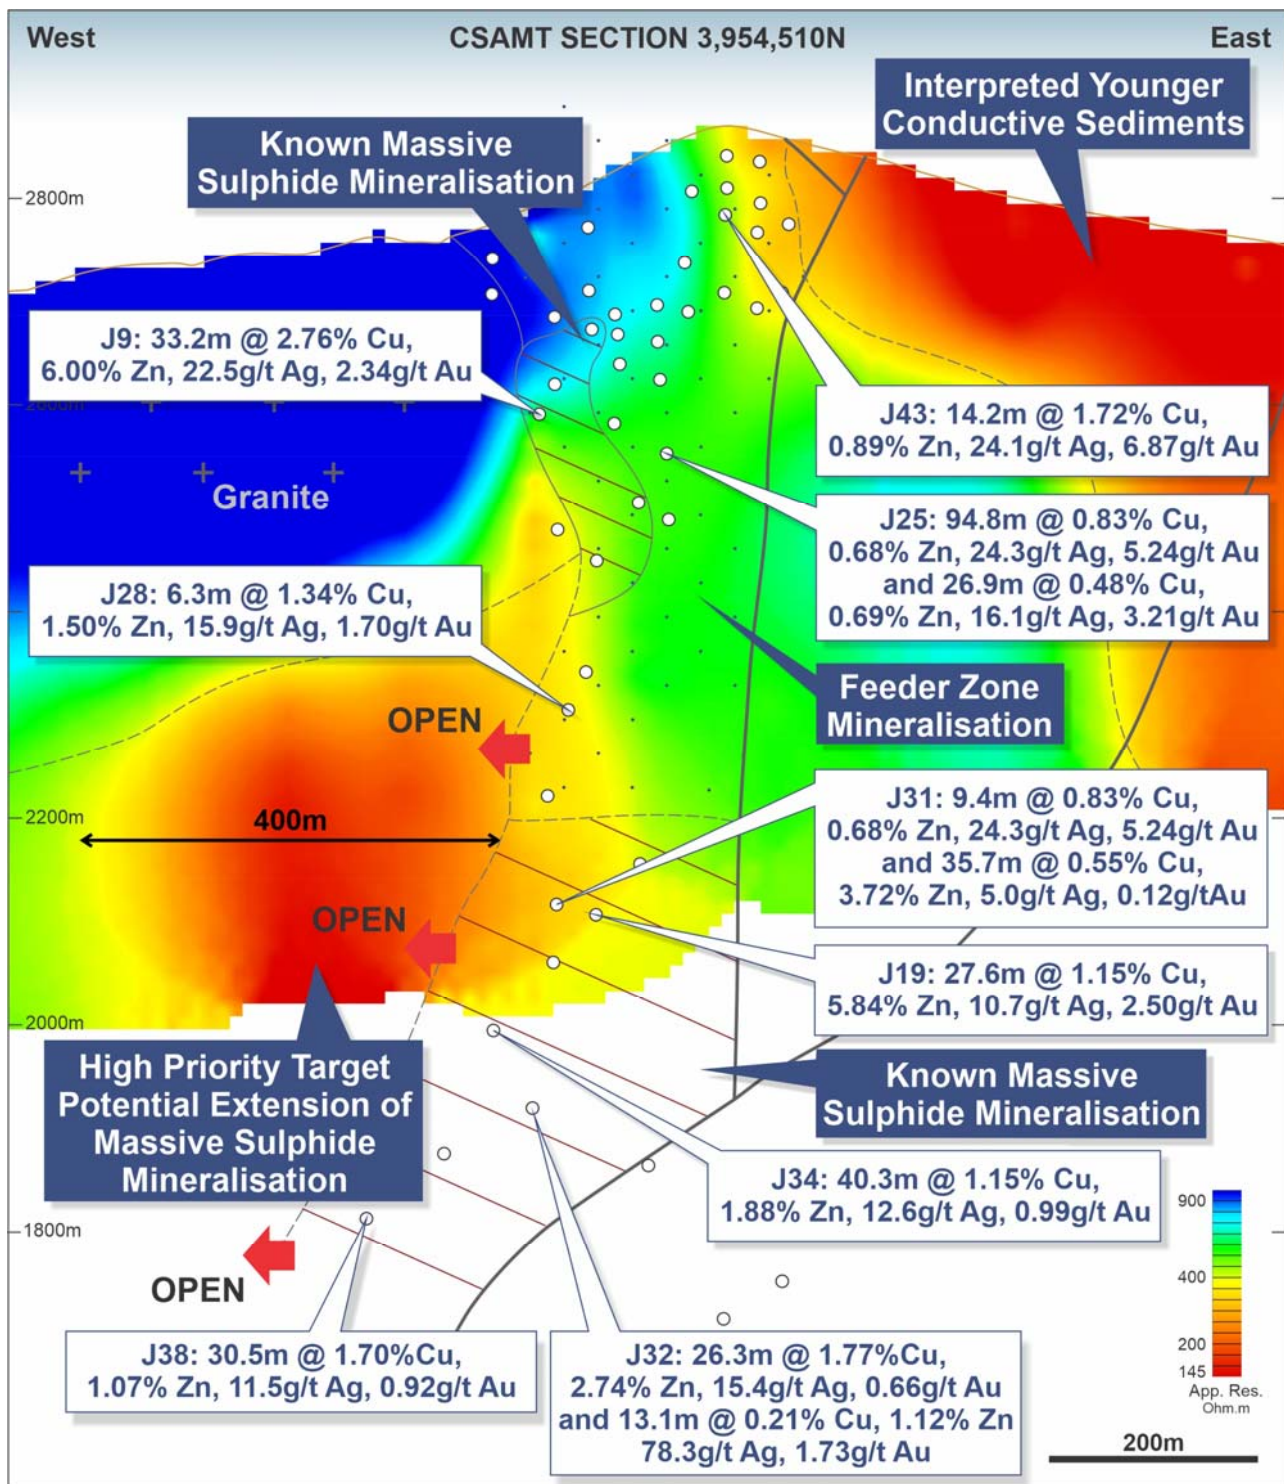 West
CSAMT SECTION 3,954,510N
East
Interpreted Younger
Conductive Sediments
Known Massive
Sulphide Mineralisation
2800m
J9: 33.2m @ 2.76% Cu,
6.00% Zn, 22.5g/t Ag, 2.34g/t Au
J43: 14.2m @ 1.72% Cu,
0.89% Zn, 24.1g/t Ag, 6.87g/t Au
Granite
J25: 94.8m @ 0.83% Cu,
0.68% Zn, 24.3g/t Ag, 5.24g/t Au
and 26.9m @ 0.48% Cu,
0.69% Zn, 16.1g/t Ag, 3.21g/t Au
J28: 6.3m @ 1.34% Cu,
1.50% Zn, 15.9g/t Ag, 1.70g/t Au
Feeder Zone
Mineralisation
OPEN
2200m
400m
J31: 9.4m @ 0.83% Cu,
0.68% Zn, 24.3g/t Ag, 5.24g/t Au
and 35.7m @ 0.55% Cu,
3.72% Zn, 5.0g/t Ag, 0.12g/tAu
OPEN
J19: 27.6m @ 1.15% Cu,
5.84% Zn, 10.7g/t Ag, 2.50g/t Au
2000m
High Priority Target
Potential Extension of
Massive Sulphide
Mineralisation
Known Massive
Sulphide Mineralisation
J34: 40.3m @ 1.15% Cu,
1.88% Zn, 12.6g/t Ag, 0.99g/t Au
1800m
OPEN
900
400
200
145
App. Res.
Ohm.m
J38: 30.5m @ 1.70%Cu,
1.07% Zn, 11.5g/t Ag, 0.92g/t Au
J32: 26.3m @ 1.77%Cu,
2.74% Zn, 15.4g/t Ag, 0.66g/t Au
and 13.1m @ 0.21% Cu, 1.12% Zn
78.3g/t Ag, 1.73g/t Au
200m